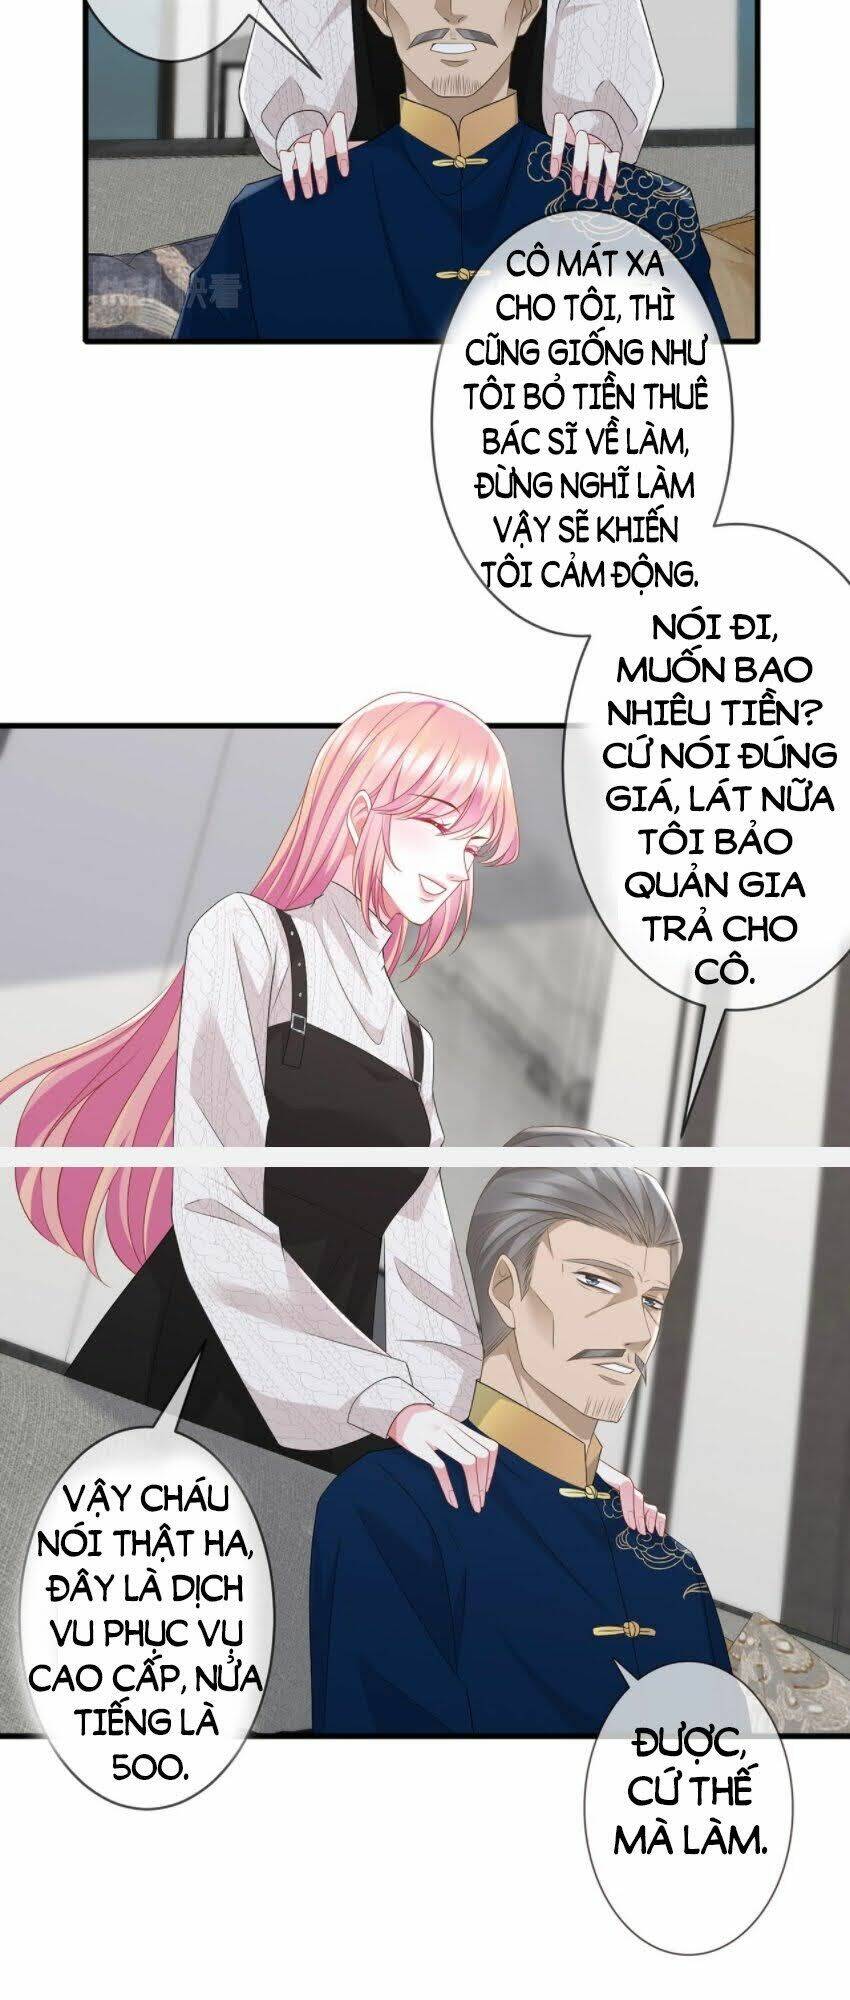 CÔ MÁT XA
CHO TÔI, THÌ
CŨNG GIỐNG NHƯ
TÔI BỎ TIỀN THUÊ
BÁC SĨ VỀ LÀM,
ĐỪNG NGHĨ LÀM
VẬY SẼ KHIẾN
TÔI CẢM ĐỘNG.
NÓI ĐI,
MUỐN BAO
NHIÊU TIỀN?
CỨ NÓI ĐÚNG
GIÁ, LÁT NỮA
TÔI BẢO
QUẢN GIA
TRẢ CHO
CÔ.
VẬY CHÁU
NÓI THẬT HA,
ĐÂY LÀ DỊCH
VU PHỤC VỤ
CAO CẤP, NỬA
TIẾNG LÀ
500.
ĐƯỢC,
CỨ THẾ
MÀ LÀM.